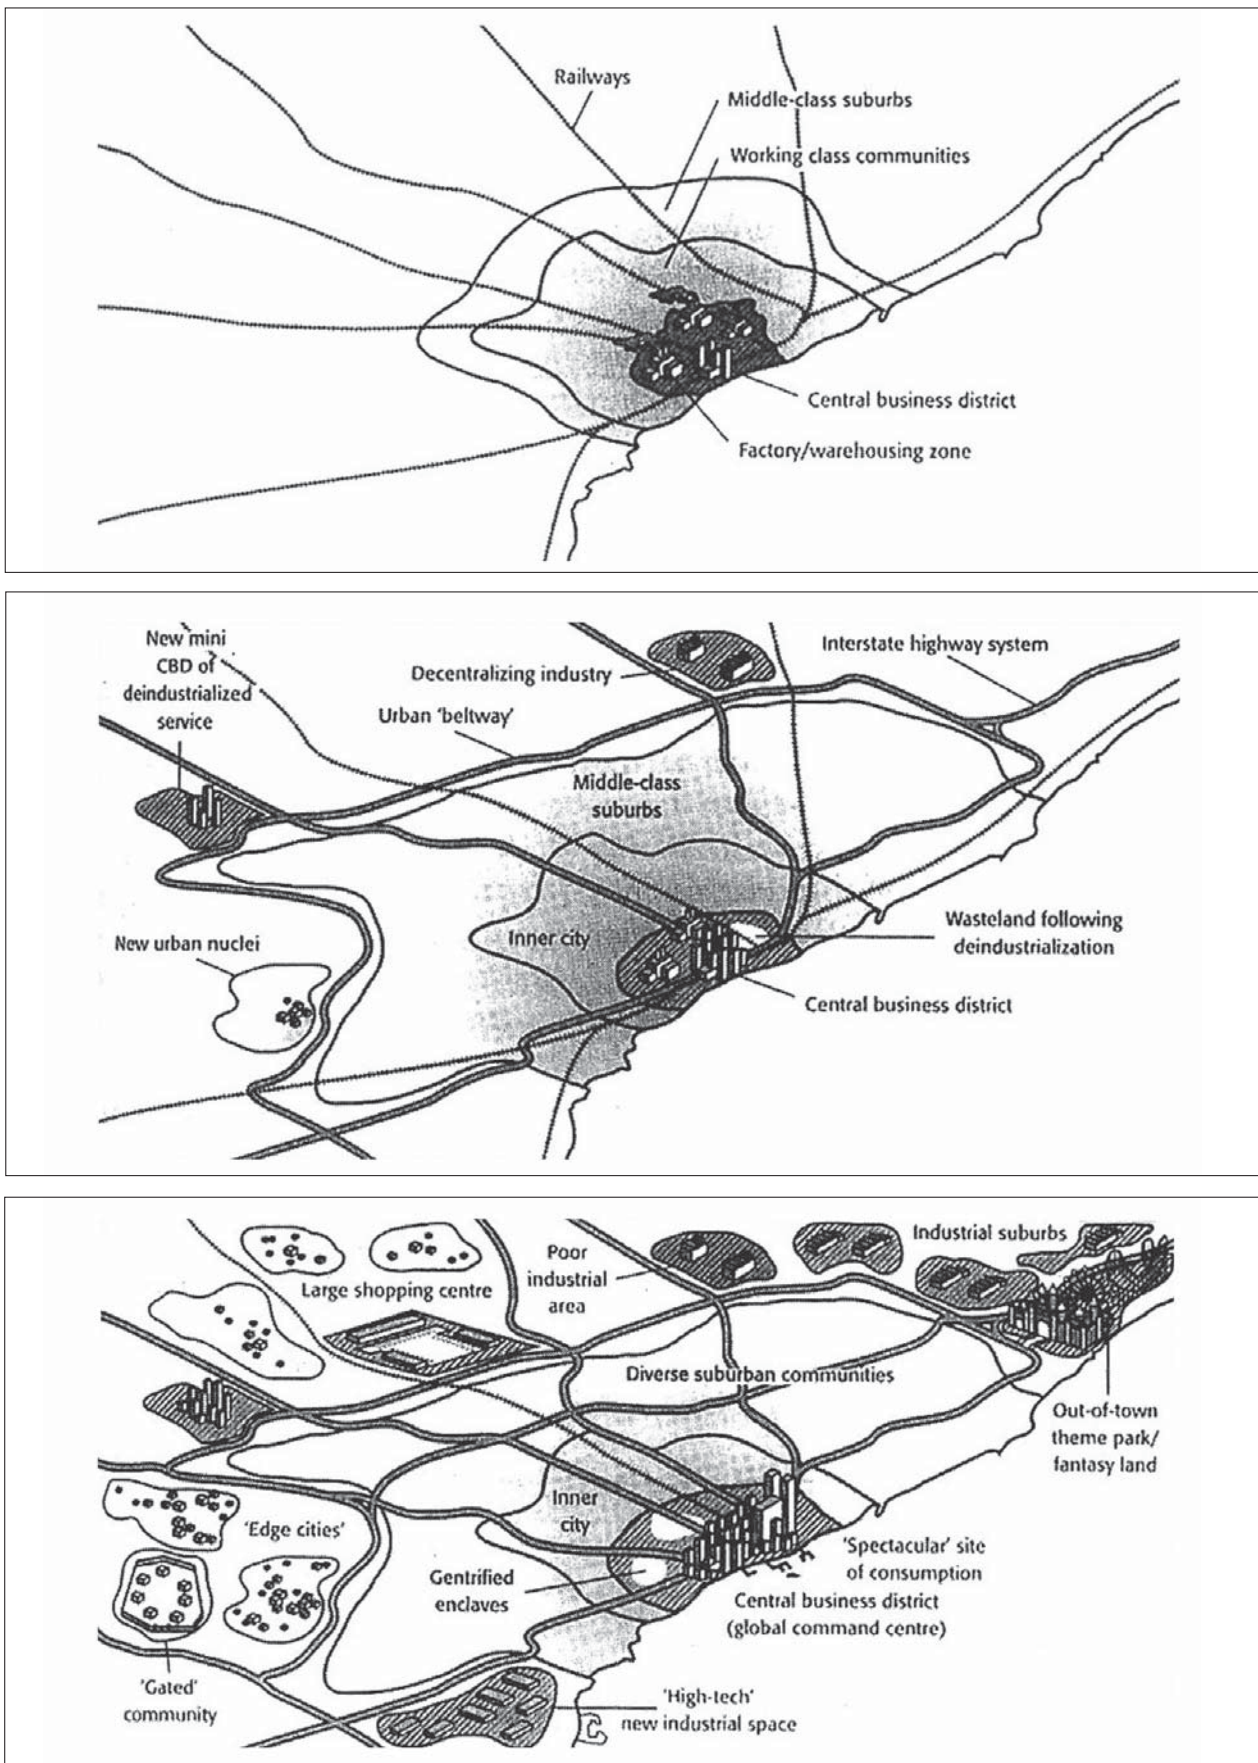 Railways
Middle-class suburbs
Working class communities
Central business district
Factory/warehousing zone
New mini
CBD of
deindustrialized
service
Decentralizing industry
Interstate highway system
Urban 'beltway'
Middle-class
suburbs
New urban nuclei
Inner city
Wasteland following
deindustrialization
Central business district
Industrial suburbs
Poor
industrial
area
Large shopping centre
Diverse suburban communities
Out-of-town
theme park/
fantasy land
Inner
city
'Edge cities'
'Spectacular' site
of consumption
Gentrified
enclaves
Central business district
(global command centre)
'Gated'
community
'High-tech'
new industrial space